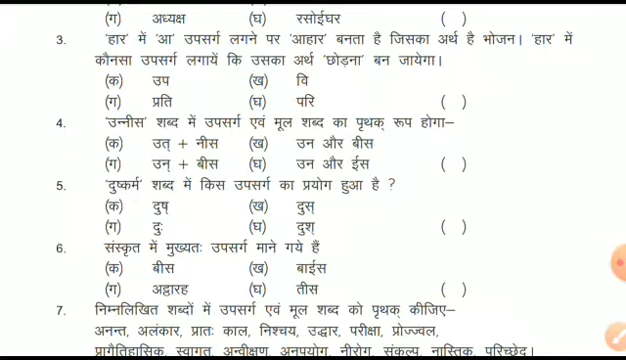 (ग) अध्यक्ष (घ) रसोईघर ( )
3. 'हार' में 'आ' उपसर्ग लगने पर 'आहार' बनता है जिसका अर्थ है भोजन। 'हार' में
कौनसा उपसर्ग लगायें कि उसका अर्थ 'छोड़ना' बन जायेगा।
(क) उप (ख) वि
(ग) प्रति (घ) परि ( )
4. 'उन्नीस' शब्द में उपसर्ग एवं मूल शब्द का पृथक् रूप होगा–
(क) उत् + नीस (ख) उन और बीस
(ग) उन् + बीस (घ) उन और ईस ( )
5. 'दुष्कर्म' शब्द में किस उपसर्ग का प्रयोग हुआ है ?
(क) दुष् (ख) दुस्
(ग) दुः (घ) दुश् ( )
6. संस्कृत में मुख्यतः उपसर्ग माने गये हैं
(क) बीस (ख) बाईस
(ग) अट्ठारह (घ) तीस ( )
7. निम्नलिखित शब्दों में उपसर्ग एवं मूल शब्द को पृथक् कीजिए–
अनन्त, अलंकार, प्रातः काल, निश्चय, उद्धार, परीक्षा, प्रोज्ज्वल,
प्रागैतिहासिक, स्वागत, अन्वीक्षण, अनुपयोग, नीरोग, संकल्प, नास्तिक, परिच्छेद।